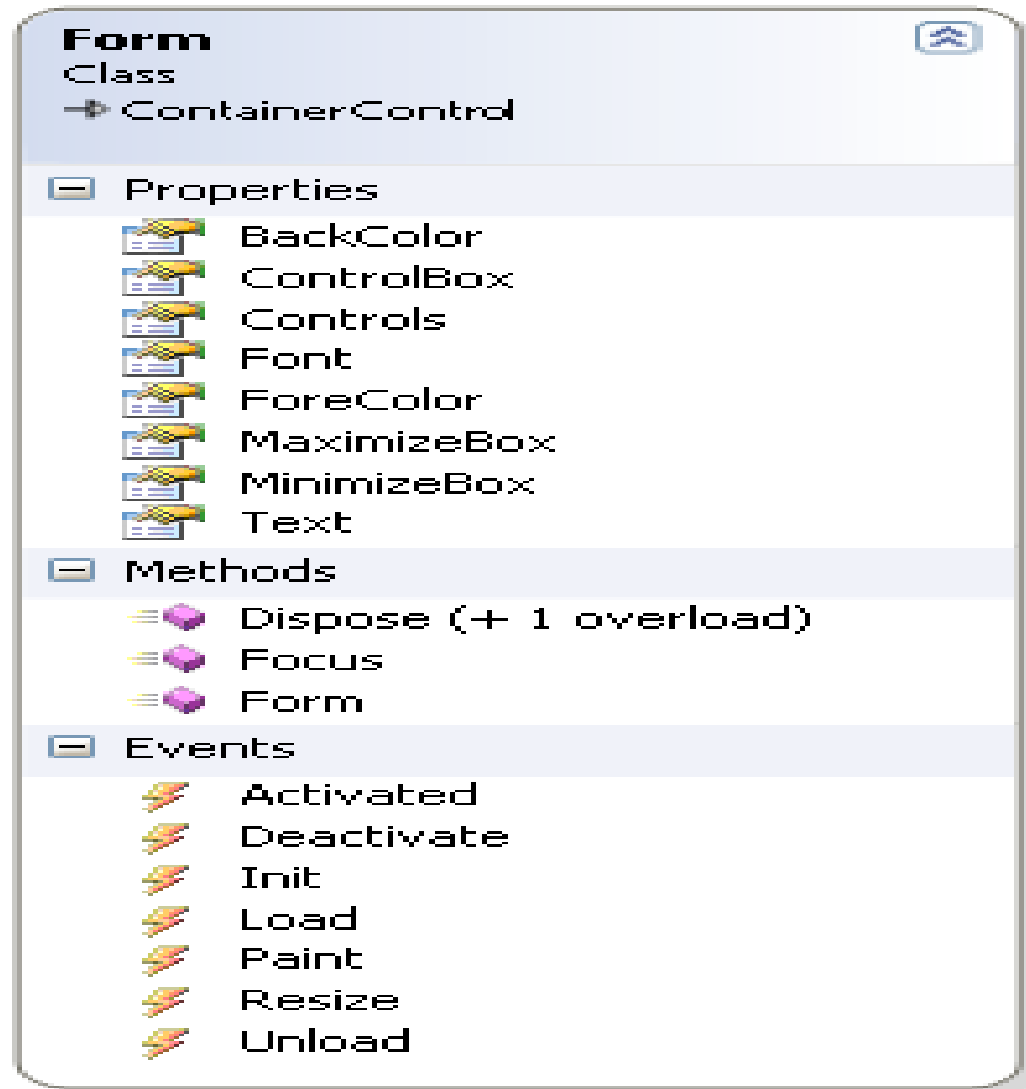 Form
Class
ContainerControl
Properties
BackColor
ControlBox
Controls
Font
ForeColor
MaximizeBox
MinimizeBox
Text
Methods
Dispose (+ 1 overload)
Focus
Form
Events
Activated
Deactivate
Init
Load
Paint
Resize
Unload